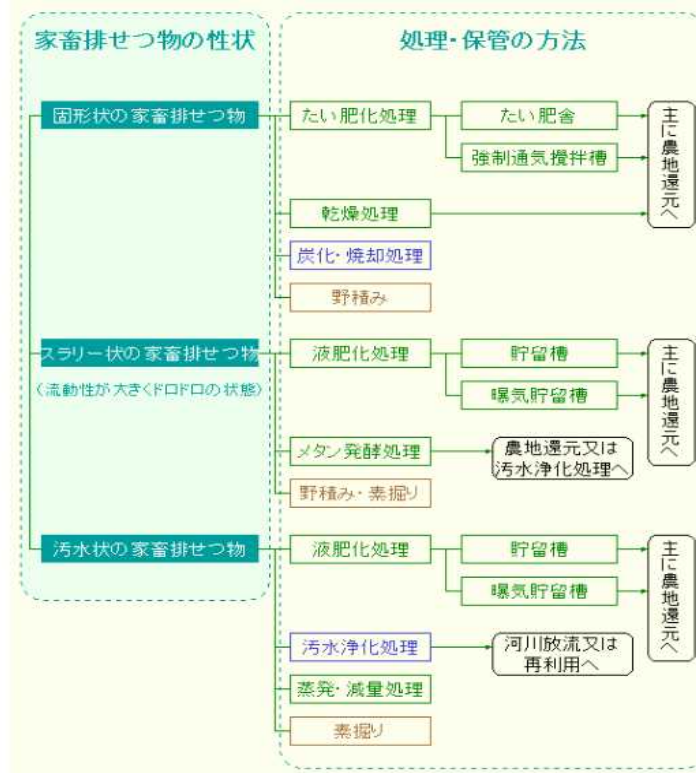 家畜排せつ物の性状
処理・保管の方法
固形状の家畜排せつ物
たい肥化処理
たい肥舎
強制通気攪拌槽
主に農地還元へ
乾燥処理
炭化・焼却処理
野積み
スラリー状の家畜排せつ物
(流動性が大きくドロドロの状態)
液肥化処理
貯留槽
曝気貯留槽
主に農地還元へ
メタン発酵処理
農地還元又は
汚水浄化処理へ
野積み・素掘り
汚水状の家畜排せつ物
液肥化処理
貯留槽
曝気貯留槽
主に農地還元へ
汚水浄化処理
河川放流又は
再利用へ
蒸発・減量処理
素掘り